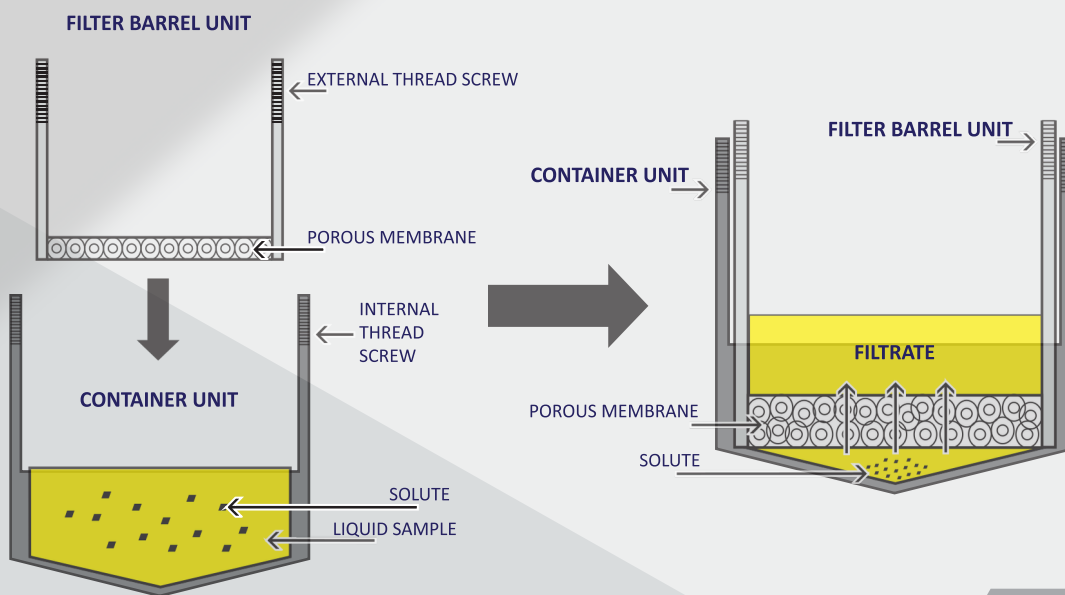 FILTER BARREL UNIT
EXTERNAL THREAD SCREW
POROUS MEMBRANE
INTERNAL
THREAD
SCREW
CONTAINER UNIT
SOLUTE
LIQUID SAMPLE
FILTER BARREL UNIT
CONTAINER UNIT
FILTRATE
POROUS MEMBRANE
SOLUTE